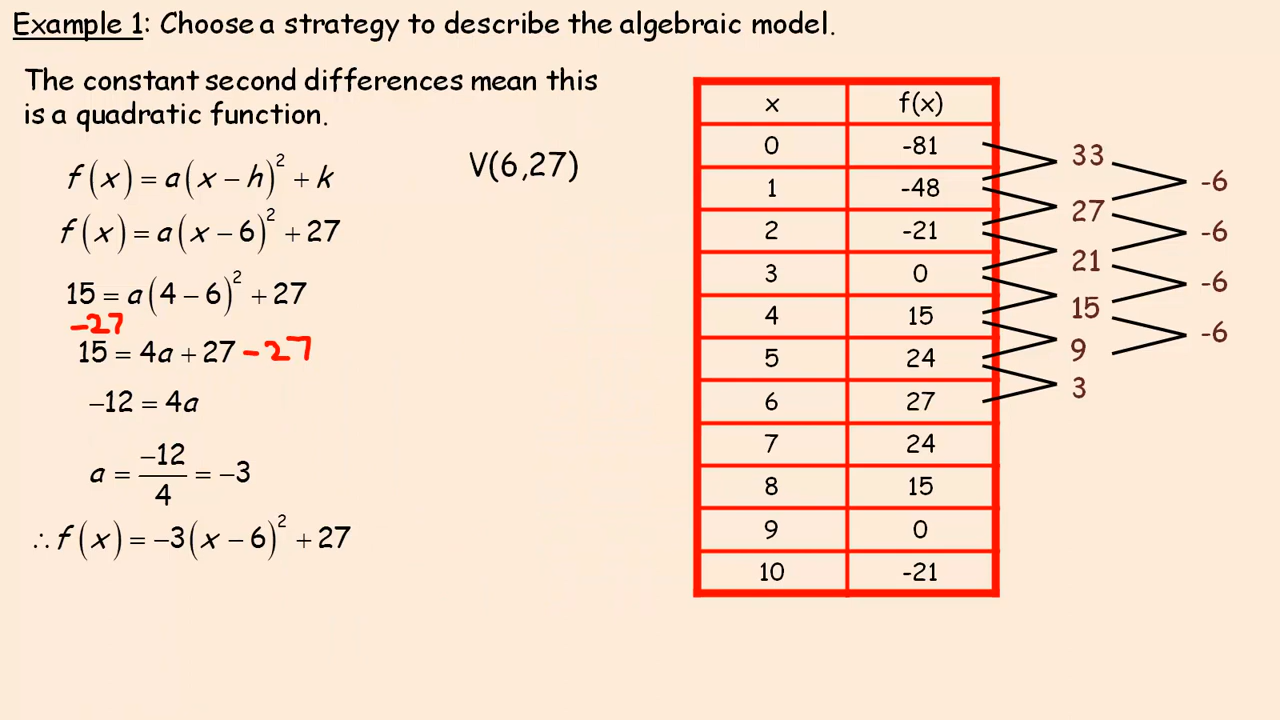 Example 1: Choose a strategy to describe the algebraic model.
The constant second differences mean this
is a quadratic function.
f(x) = a(x − h)² + k
V(6,27)
f(x) = a(x − 6)² + 27
15 = a(4 − 6)² + 27
−27
15 = 4a + 27 −27
−12 = 4a
a = −12/4 = −3
∴ f(x) = −3(x − 6)² + 27
x f(x)
0 -81
1 -48
2 -21
3 0
4 15
5 24
6 27
7 24
8 15
9 0
10 -21
33
27
21
15
9
3
-6
-6
-6
-6